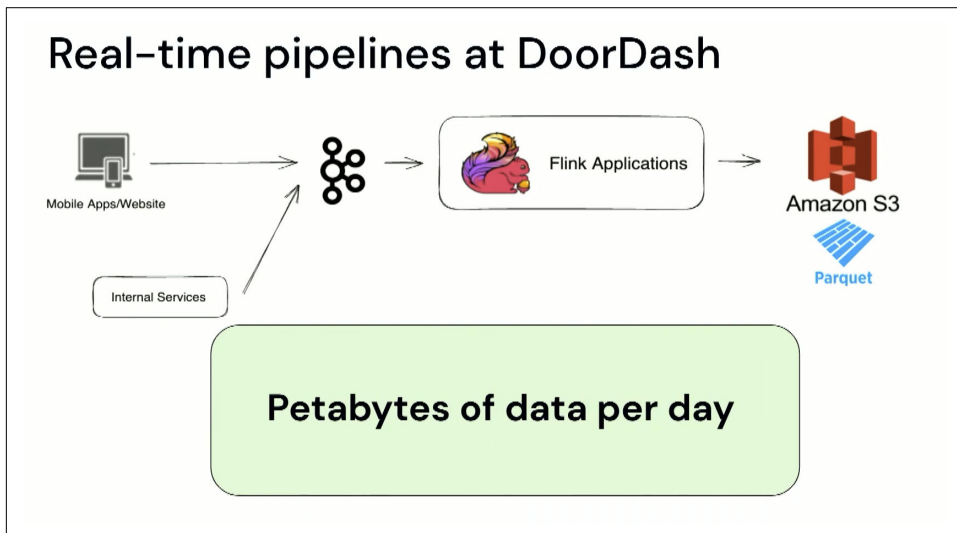 Real-time pipelines at DoorDash
Mobile Apps/Website
Flink Applications
Amazon S3
Parquet
Internal Services
Petabytes of data per day